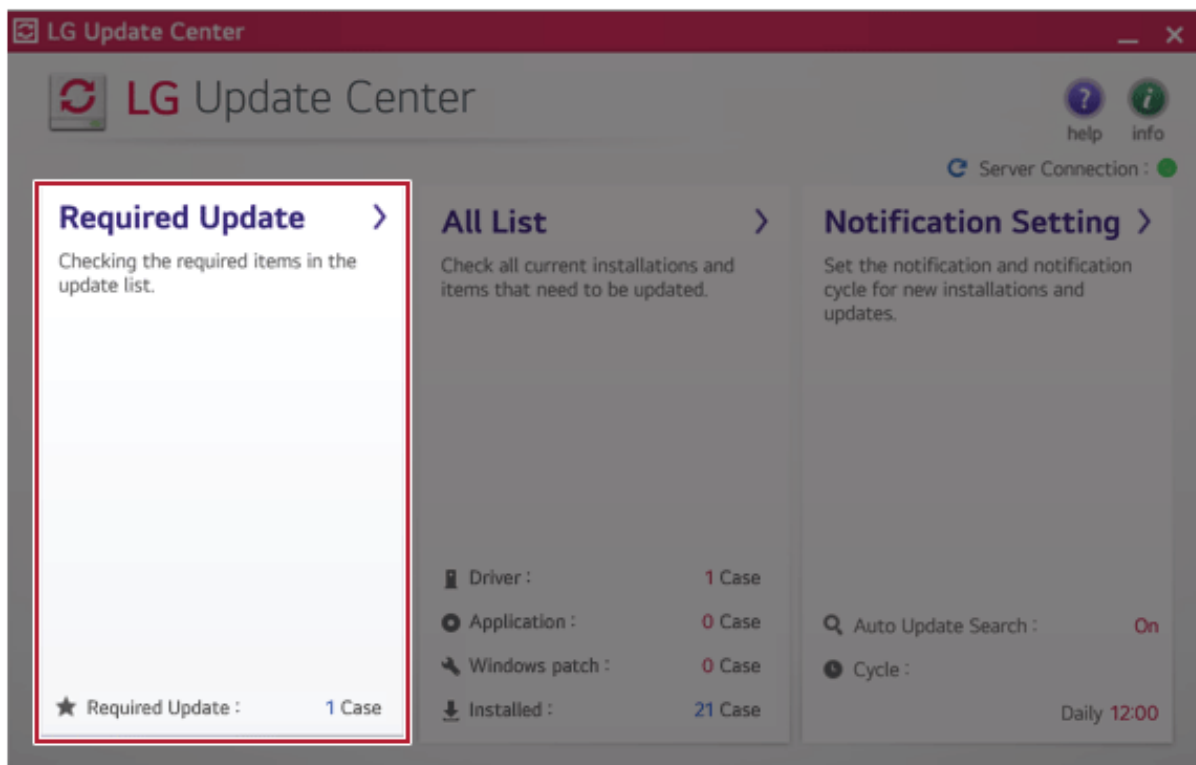 LG Update Center
LG Update Center
help
info
Server Connection :
Required Update
Checking the required items in the
update list.
Required Update : 1 Case
All List
Check all current installations and
items that need to be updated.
Driver : 1 Case
Application : 0 Case
Windows patch : 0 Case
Installed : 21 Case
Notification Setting
Set the notification and notification
cycle for new installations and
updates.
Auto Update Search : On
Cycle :
Daily 12:00